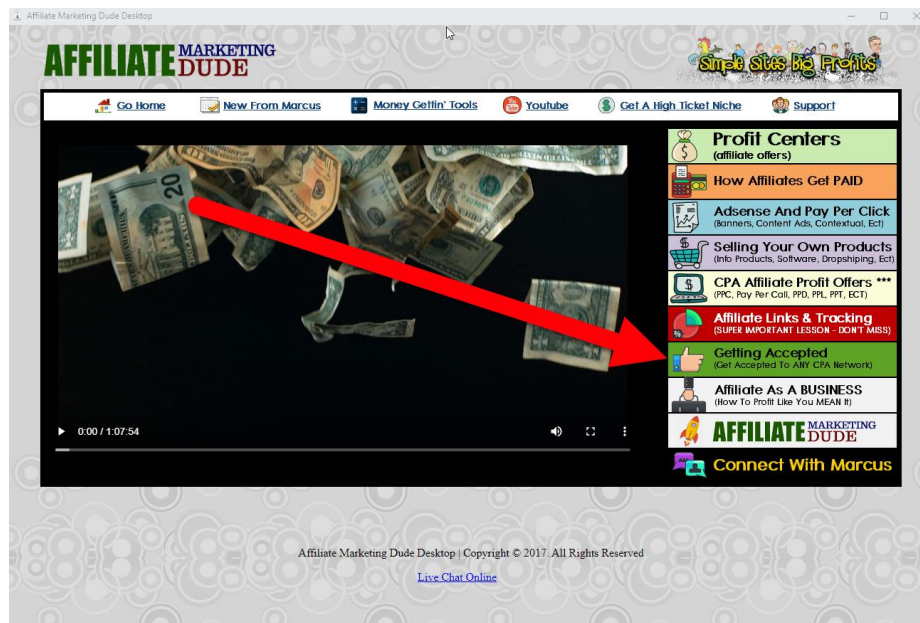 Affiliate Marketing Dude Desktop
AFFILIATE MARKETING DUDE
Simple Sites Big Profits
Go Home
New From Marcus
Money Gettin' Tools
Youtube
Get A High Ticket Niche
Support
Profit Centers
(affiliate offers)
How Affiliates Get PAID
Adsense And Pay Per Click
(Banners, Content Ads, Contextual, Ect)
Selling Your Own Products
(Info Products, Software, Dropshiping, Ect)
CPA Affiliate Profit Offers ***
(PPC, Pay Per Call, PPD, PPL, PPT, ECT)
Affiliate Links & Tracking
(SUPER IMPORTANT LESSON - DON'T MISS)
Getting Accepted
(Get Accepted To ANY CPA Network)
Affiliate As A BUSINESS
(How To Profit Like You MEAN It)
AFFILIATE MARKETING DUDE
Connect With Marcus
20
0:00 / 1:07:54
Affiliate Marketing Dude Desktop | Copyright © 2017. All Rights Reserved
Live Chat Online